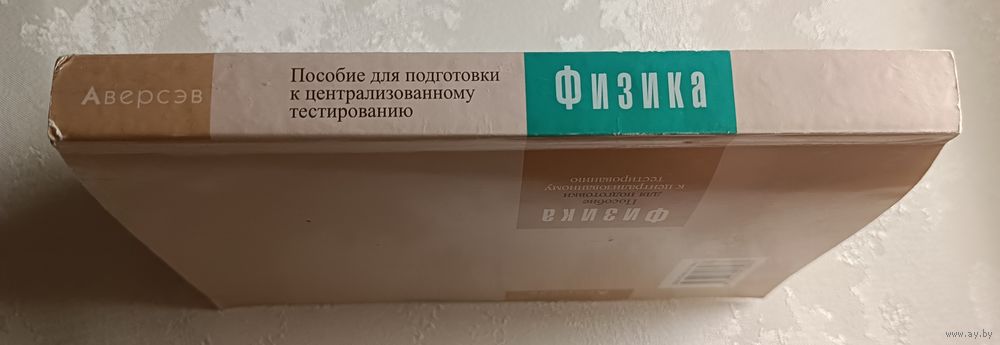 Аверсэв
Пособие для подготовки
к централизованному
тестированию
Физика
Физика
Пособие
для подготовки
к централизованному
тестированию
www.ay.by